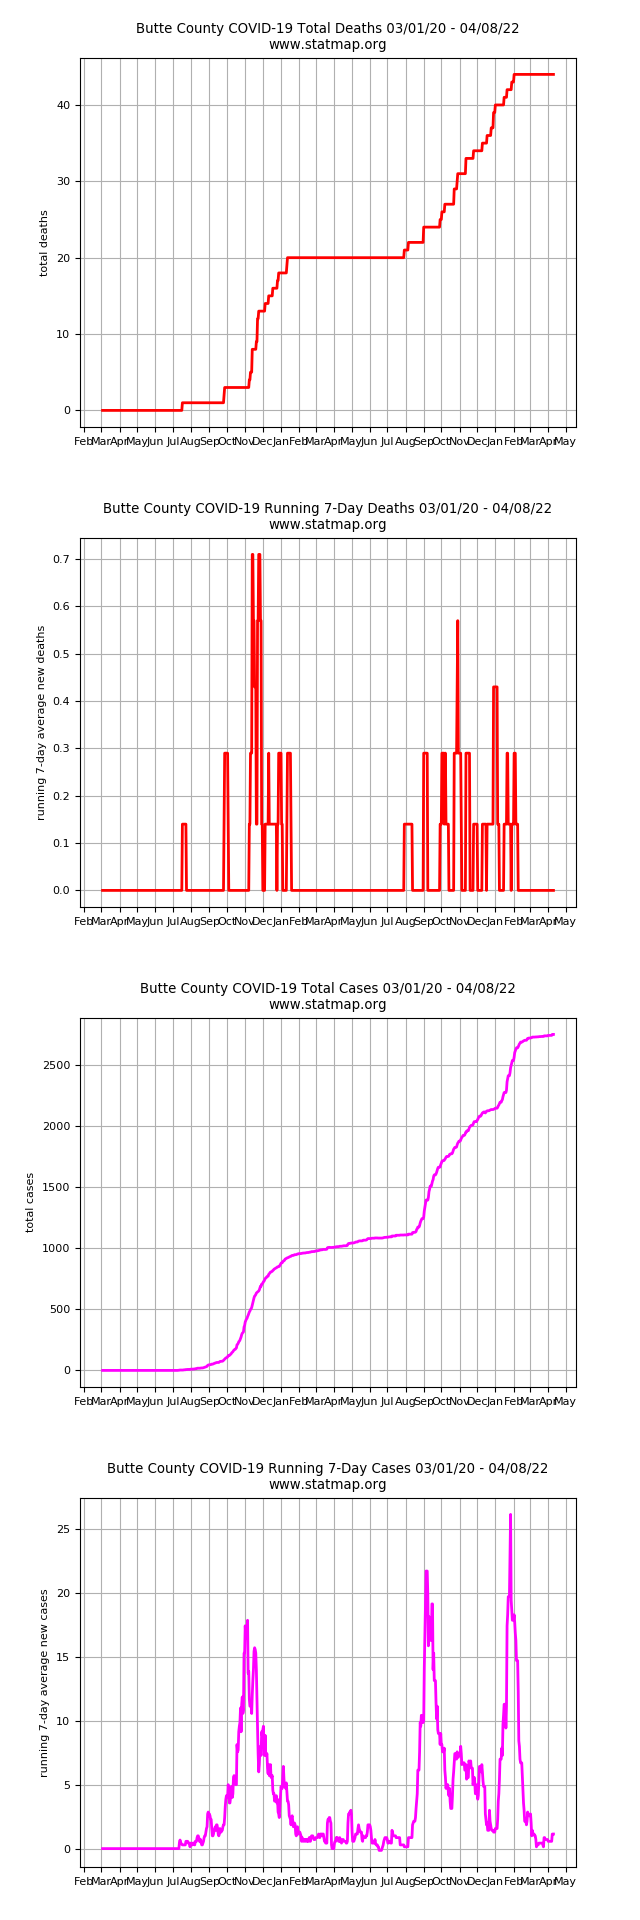 Butte County COVID-19 Total Deaths 03/01/20 - 04/08/22
www.statmap.org
total deaths
40
30
20
10
0
Feb Mar Apr May Jun Jul Aug Sep Oct Nov Dec Jan Feb Mar Apr May Jun Jul Aug Sep Oct Nov Dec Jan Feb Mar Apr May
Butte County COVID-19 Running 7-Day Deaths 03/01/20 - 04/08/22
www.statmap.org
running 7-day average new deaths
0.7
0.6
0.5
0.4
0.3
0.2
0.1
0.0
Feb Mar Apr May Jun Jul Aug Sep Oct Nov Dec Jan Feb Mar Apr May Jun Jul Aug Sep Oct Nov Dec Jan Feb Mar Apr May
Butte County COVID-19 Total Cases 03/01/20 - 04/08/22
www.statmap.org
total cases
2500
2000
1500
1000
500
0
Feb Mar Apr May Jun Jul Aug Sep Oct Nov Dec Jan Feb Mar Apr May Jun Jul Aug Sep Oct Nov Dec Jan Feb Mar Apr May
Butte County COVID-19 Running 7-Day Cases 03/01/20 - 04/08/22
www.statmap.org
running 7-day average new cases
25
20
15
10
5
0
Feb Mar Apr May Jun Jul Aug Sep Oct Nov Dec Jan Feb Mar Apr May Jun Jul Aug Sep Oct Nov Dec Jan Feb Mar Apr May